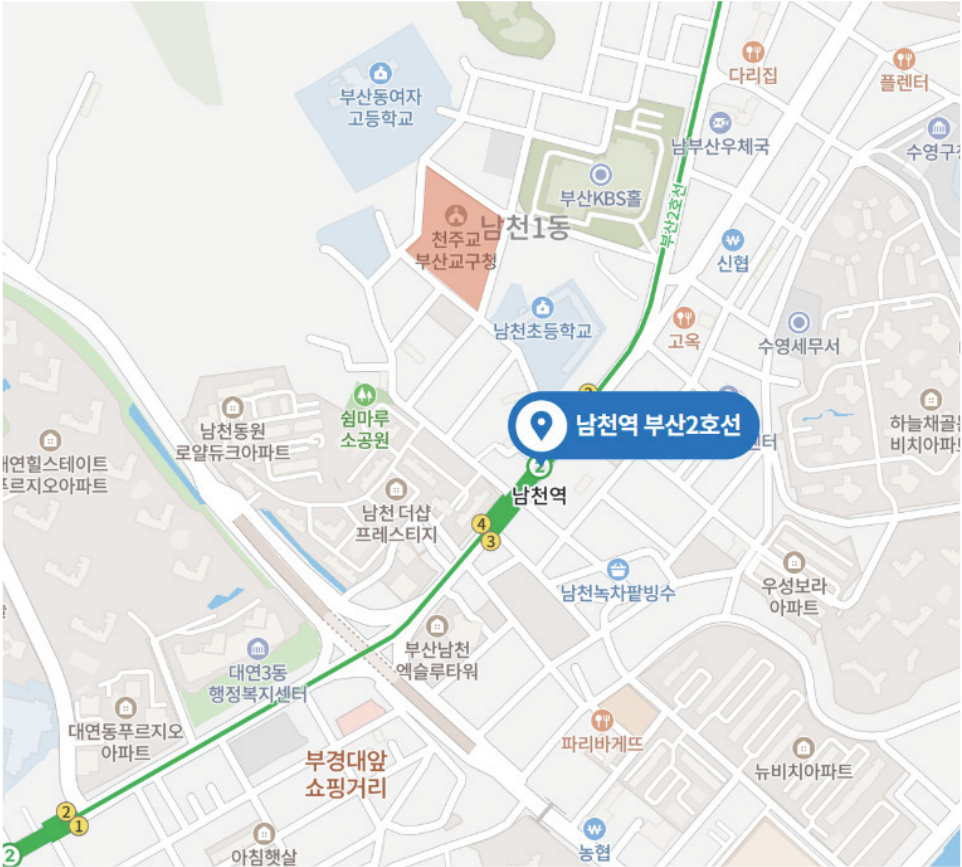 다리집
플렌터
부산동여자
고등학교
남부산우체국
수영구청
부산KBS홀
부산2호선
천주교
부산교구청
남천1동
신협
남천초등학교
고옥
수영세무서
쉼마루
소공원
남천역 부산2호선
남천동원
로얄듀크아파트
하늘채골든
비치아파트
대연힐스테이트
푸르지오아파트
2
남천역
남천 더샵
프레스티지
4
3
남천녹차팥빙수
우성보라
아파트
부산남천
엑슬루타워
대연3동
행정복지센터
대연동푸르지오
아파트
파리바게뜨
부경대앞
쇼핑거리
뉴비치아파트
2
1
2
아침햇살
농협